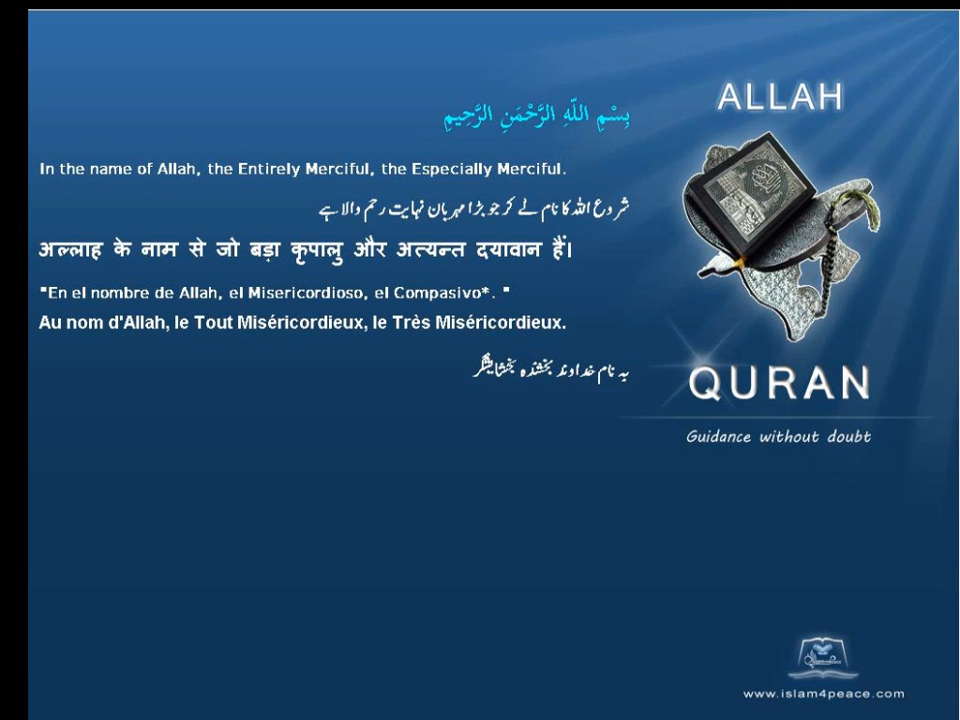 بِسْمِ اللَّهِ الرَّحْمَنِ الرَّحِيمِ
In the name of Allah, the Entirely Merciful, the Especially Merciful.
شروع الله کا نام لے کر جو بڑا مہربان نہایت رحم والا ہے
अल्लाह के नाम से जो बड़ा कृपालु और अत्यन्त दयावान हैं।
"En el nombre de Allah, el Misericordioso, el Compasivo*. "
Au nom d'Allah, le Tout Miséricordieux, le Très Miséricordieux.
به نام خداوند بخشنده بخشایشگر
ALLAH
QURAN
Guidance without doubt
www.islam4peace.com